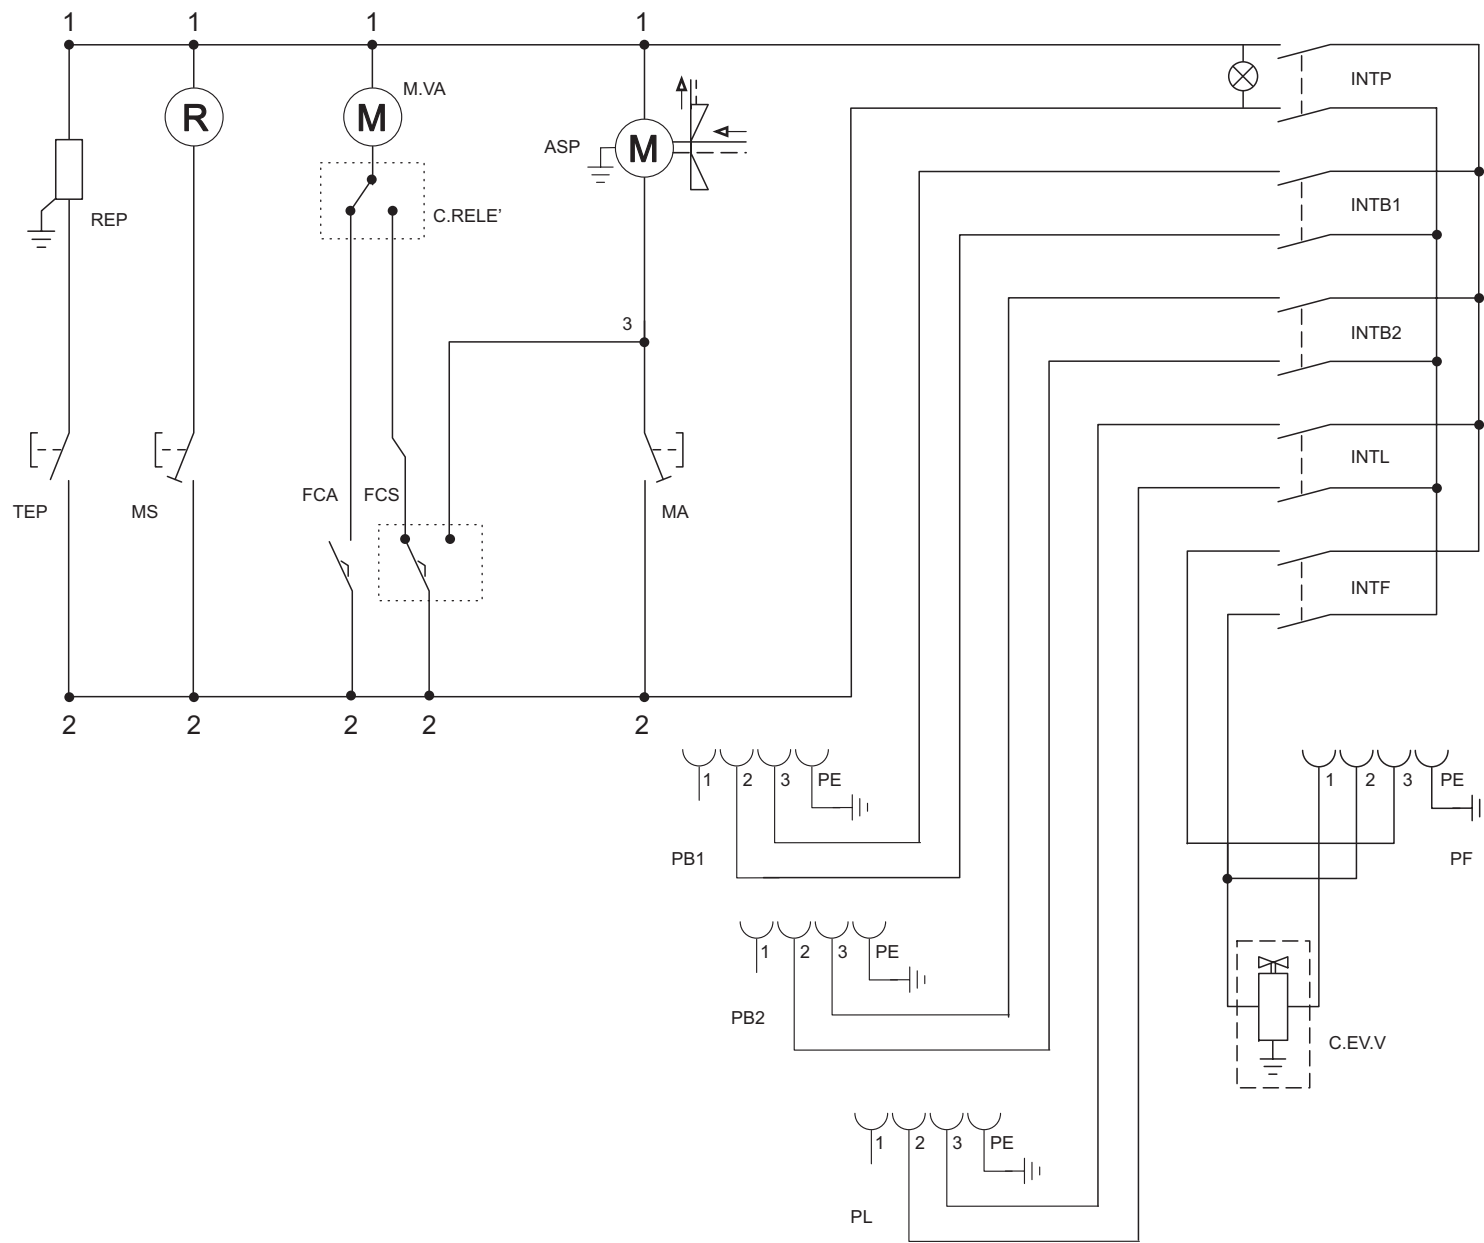 1 1 1 1
M.VA
INTP
R M
ASP M
INTB1
REP C.RELE’
3
INTB2
INTL
FCA FCS
TEP MS MA
INTF
2 2 2 2 2
1 2 3 PE
1 2 3 PE
PB1 PF
1 2 3 PE
PB2
C.EV.V
1 2 3 PE
PL